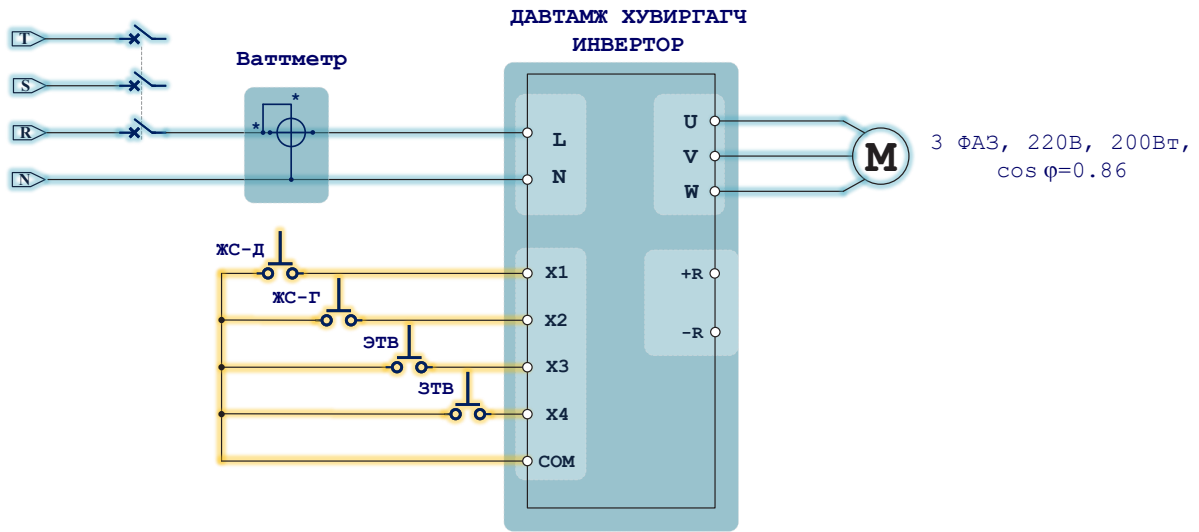 ДАВТАМЖ ХУВИРГАГЧ
ИНВЕРТОР
T
S
Ваттметр
R
N
*
*
L
N
U
V
W
M
3 ФАЗ, 220В, 200Вт,
cos φ=0.86
ЖС-Д
X1
ЖС-Г
X2
ЭТВ
X3
ЗТВ
X4
COM
+R
-R